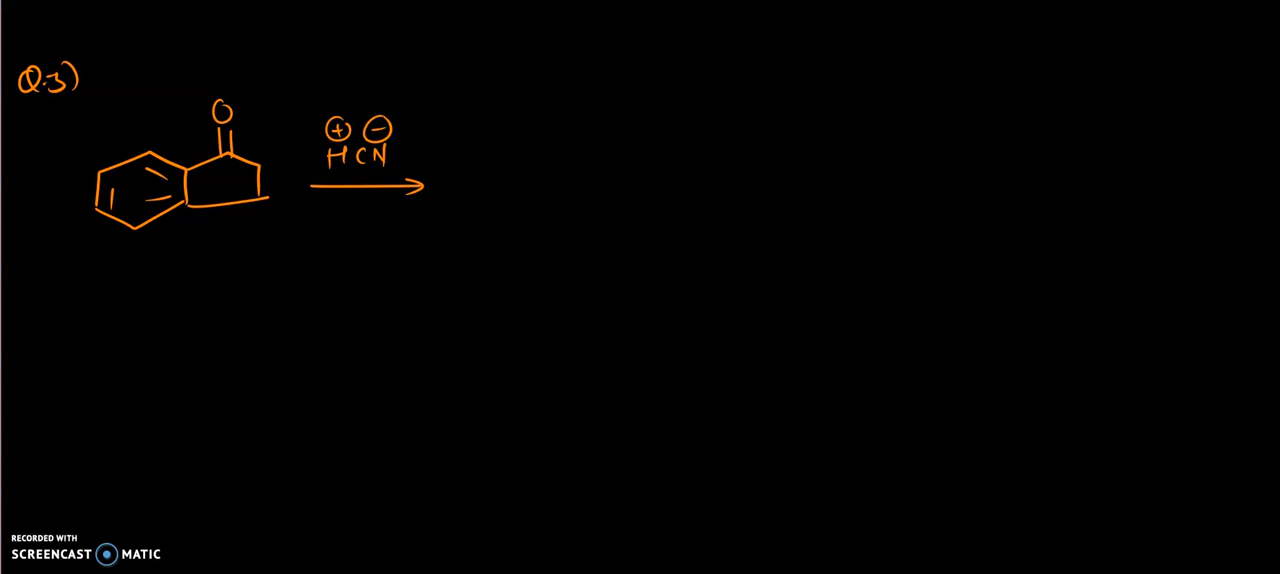 Q.3)
O
⊕ ⊖
HCN
RECORDED WITH
SCREENCAST MATIC